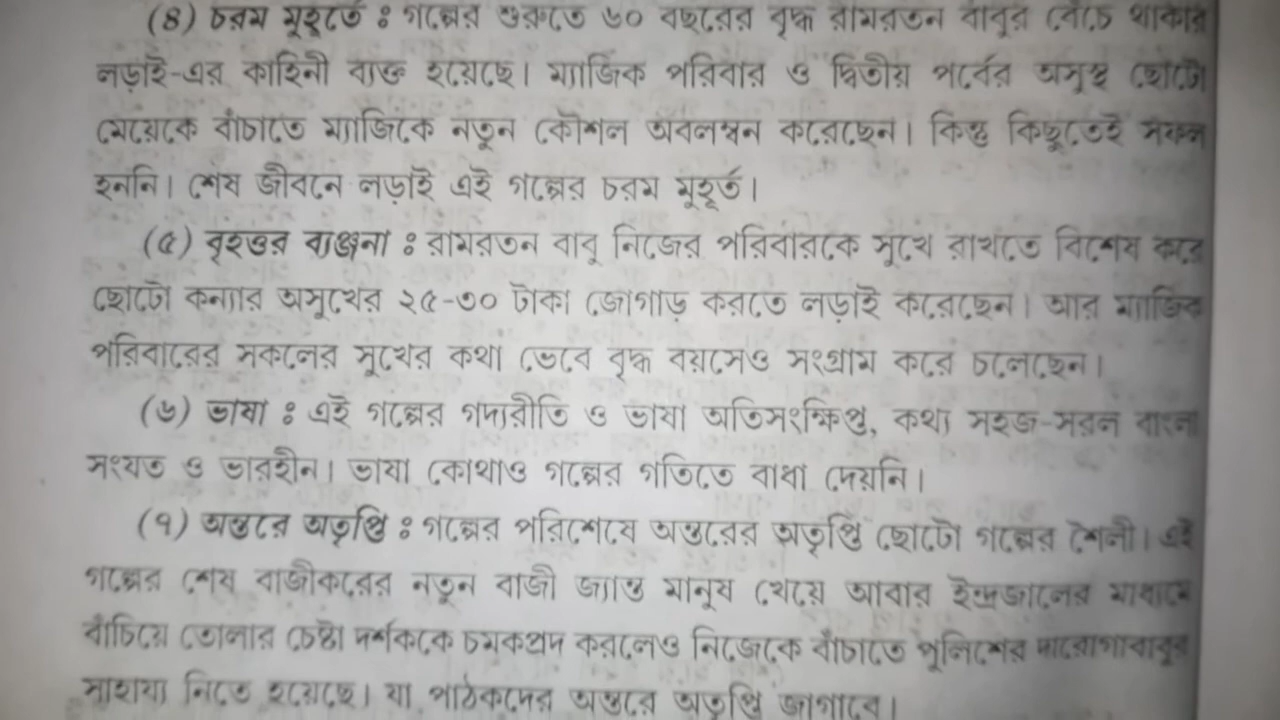 (৪) চরম মুহূর্ত ঃ গল্পের শুরুতে ৬০ বছরের বৃদ্ধ রামরতন বাবুর বেঁচে থাকার
লড়াই-এর কাহিনী ব্যক্ত হয়েছে। ম্যাজিক পরিবার ও দ্বিতীয় পর্বের অসুস্থ ছোটো
মেয়েকে বাঁচাতে ম্যাজিকে নতুন কৌশল অবলম্বন করেছেন। কিন্তু কিছুতেই সফল
হননি। শেষ জীবনে লড়াই এই গল্পের চরম মুহূর্ত।
(৫) বৃহত্তর ব্যঞ্জনা ঃ রামরতন বাবু নিজের পরিবারকে সুখে রাখতে বিশেষ করে
ছোটো কন্যার অসুখের ২৫-৩০ টাকা জোগাড় করতে লড়াই করেছেন। আর ম্যাজিক
পরিবারের সকলের সুখের কথা ভেবে বৃদ্ধ বয়সেও সংগ্রাম করে চলেছেন।
(৬) ভাষা ঃ এই গল্পের গদ্যরীতি ও ভাষা অতিসংক্ষিপ্ত, কথ্য সহজ-সরল বাংলা
সংযত ও ভারহীন। ভাষা কোথাও গল্পের গতিতে বাধা দেয়নি।
(৭) অন্তরে অতৃপ্তি ঃ গল্পের পরিশেষে অন্তরের অতৃপ্তি ছোটো গল্পের শৈলী। এই
গল্পের শেষ বাজীকরের নতুন বাজী জ্যান্ত মানুষ খেয়ে আবার ইন্দ্রজালের মাধ্যমে
বাঁচিয়ে তোলার চেষ্টা দর্শককে চমকপ্রদ করলেও নিজেকে বাঁচাতে পুলিশের দারোগাবাবুর
সাহায্য নিতে হয়েছে। যা পাঠকদের অন্তরে অতৃপ্তি জাগাবে।